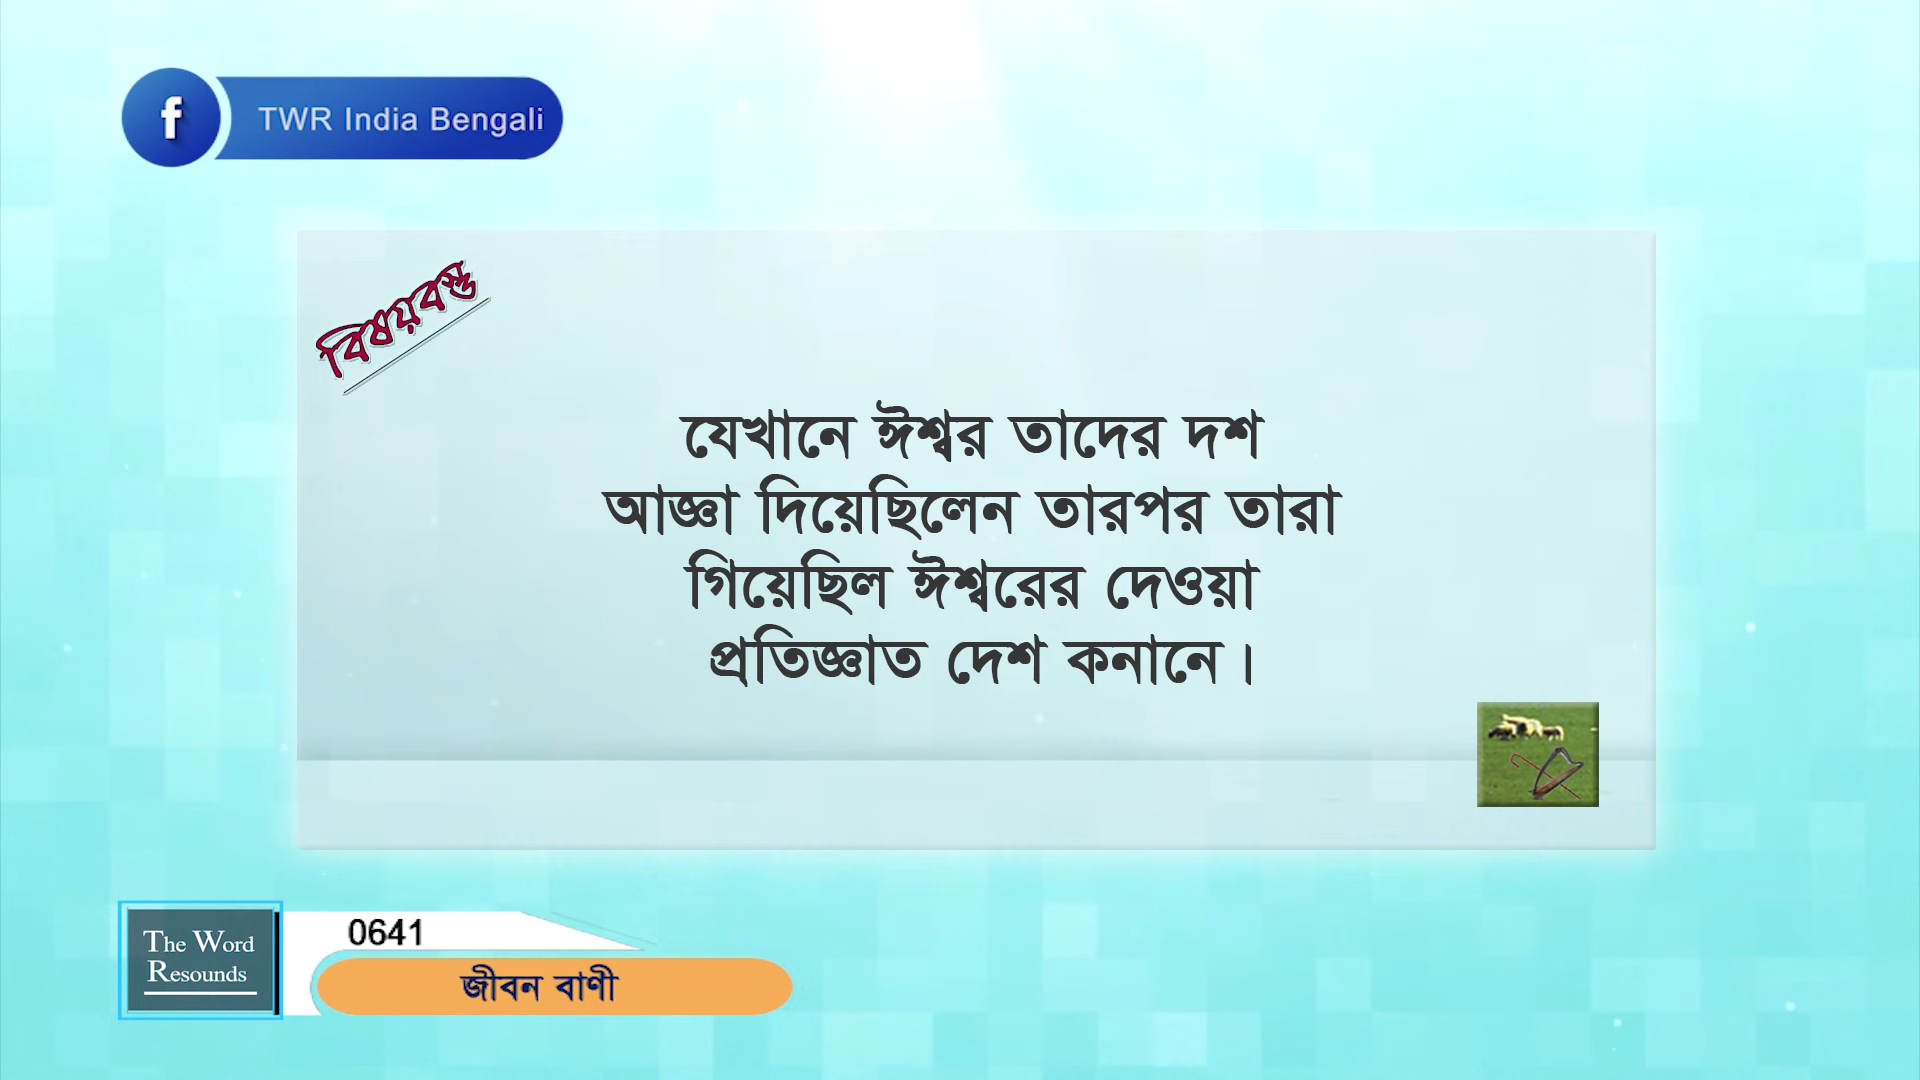 f
TWR India Bengali
বিষয়বস্তু
যেখানে ঈশ্বর তাদের দশ
আজ্ঞা দিয়েছিলেন তারপর তারা
গিয়েছিল ঈশ্বরের দেওয়া
প্রতিজ্ঞাত দেশ কনানে।
The Word
Resounds
0641
জীবন বাণী